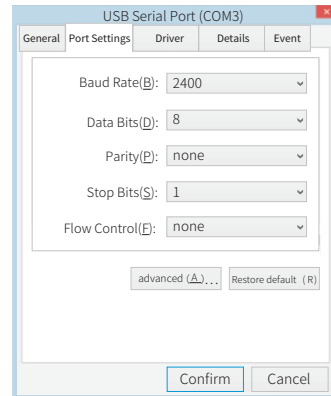 USB Serial Port (COM3)
×
General Port Settings Driver Details Event
Baud Rate(B): 2400
Data Bits(D): 8
Parity(P): none
Stop Bits(S): 1
Flow Control(F): none
advanced (A)... Restore default (R)
Confirm Cancel